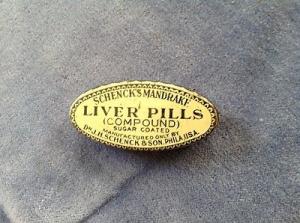 SCHENCK'S MANDRAKE
LIVER PILLS
(COMPOUND)
SUGAR COATED
MANUFACTURED ONLY BY
DR. J.H. SCHENCK & SON, PHILA. U.S.A.